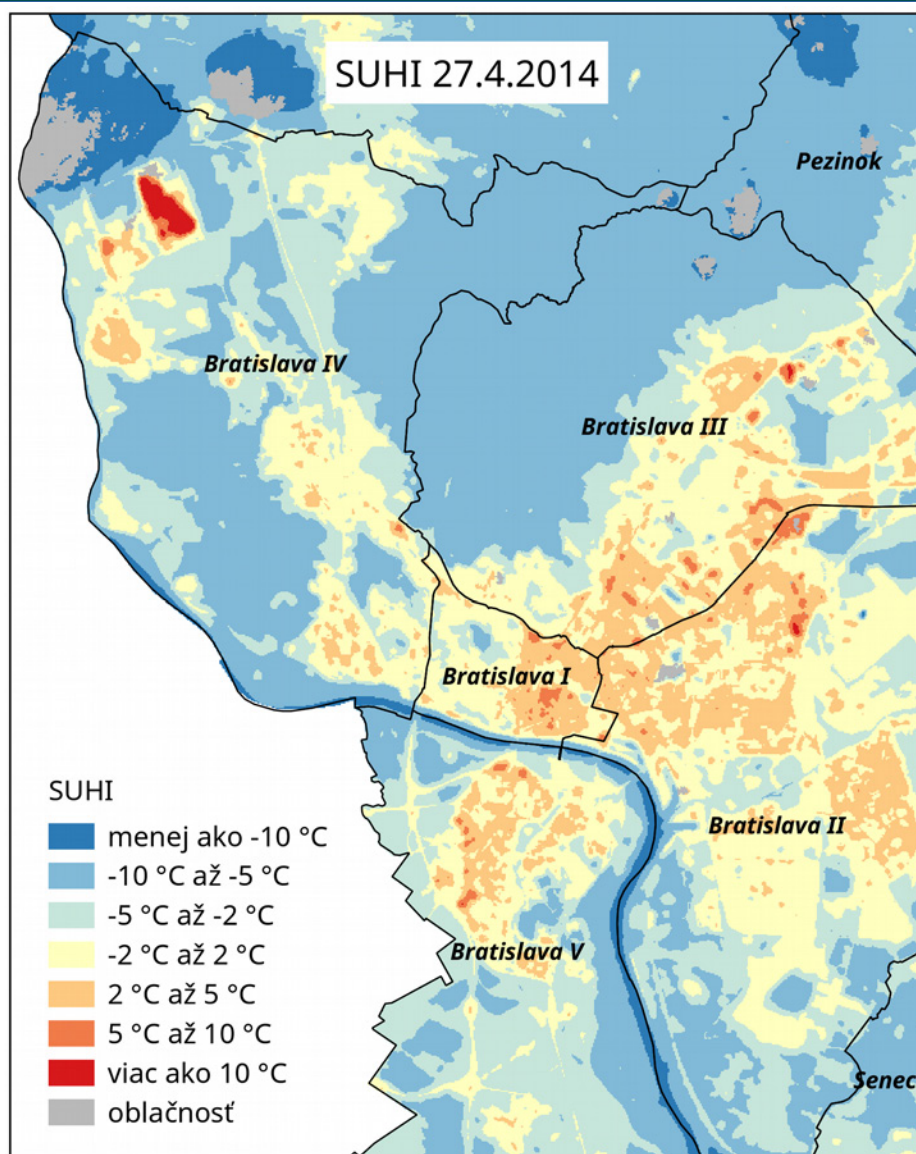 SUHI 27.4.2014
Pezinok
Bratislava IV
Bratislava III
Bratislava I
Bratislava II
Bratislava V
Senec
SUHI
menej ako -10 °C
-10 °C až -5 °C
-5 °C až -2 °C
-2 °C až 2 °C
2 °C až 5 °C
5 °C až 10 °C
viac ako 10 °C
oblačnosť